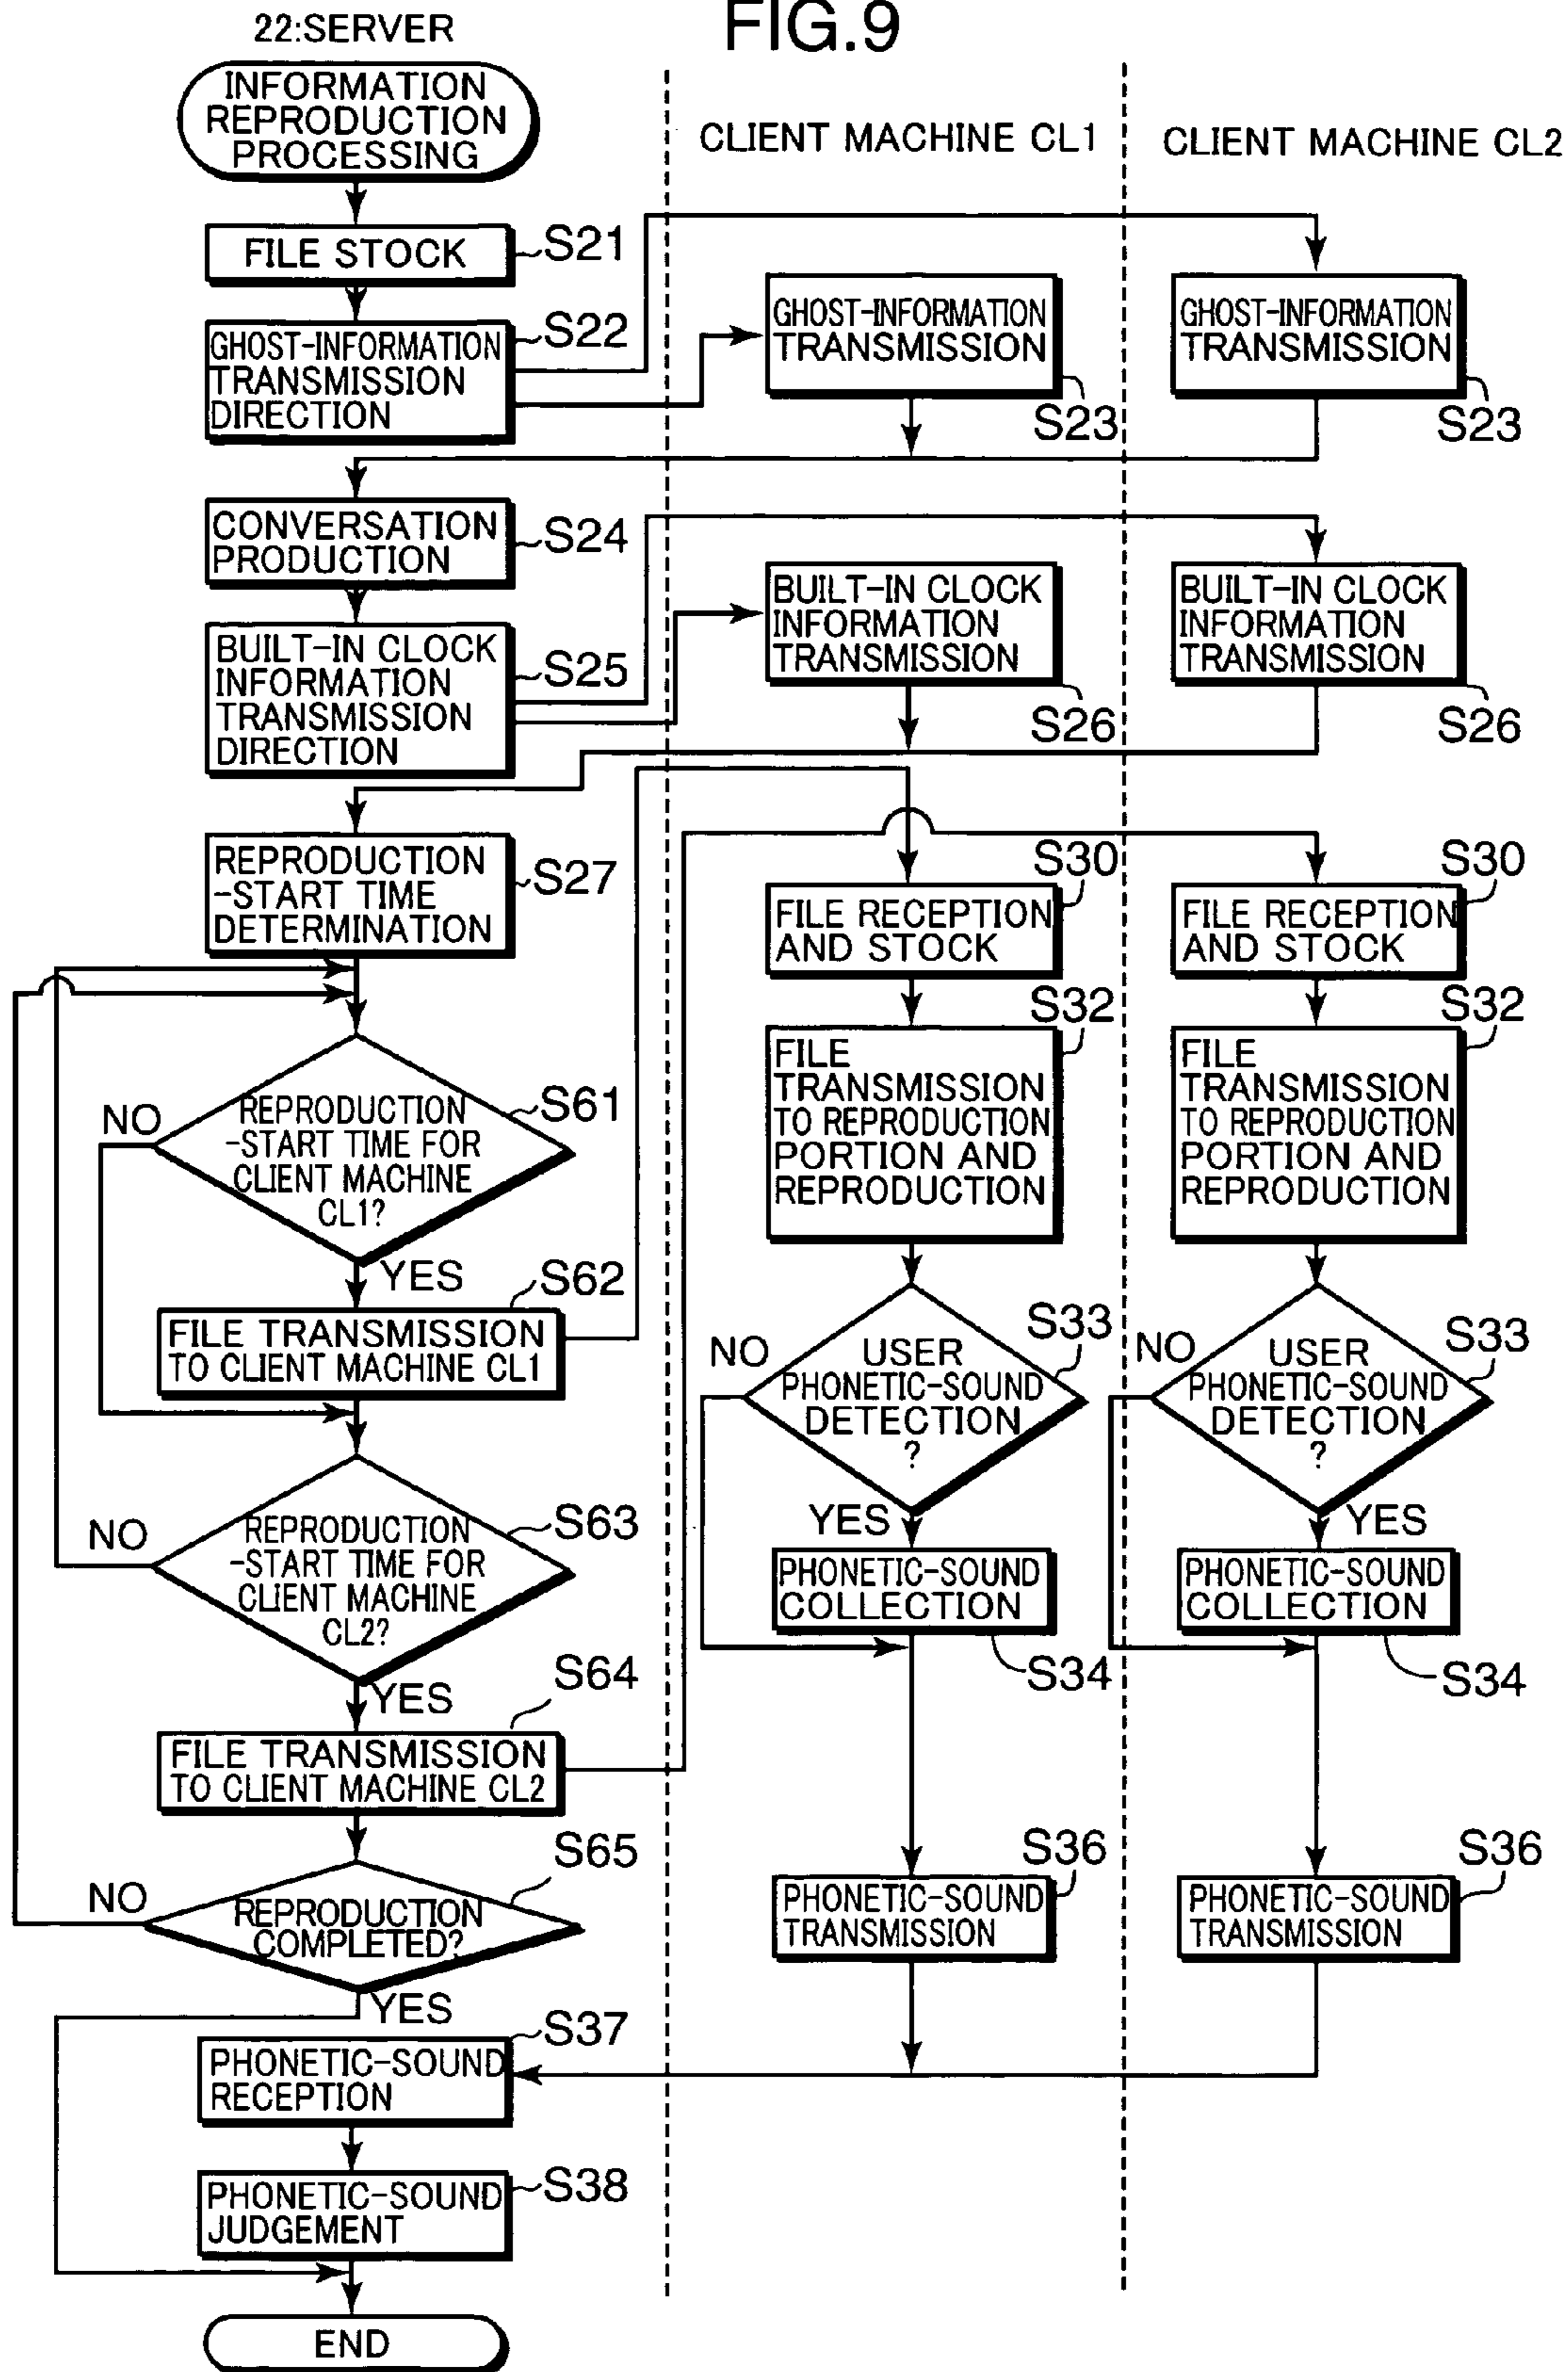 FIG.9
22:SERVER
INFORMATION
REPRODUCTION
PROCESSING
CLIENT MACHINE CL1
CLIENT MACHINE CL2
FILE STOCK
S21
GHOST-INFORMATION
TRANSMISSION
DIRECTION
S22
GHOST-INFORMATION
TRANSMISSION
S23
GHOST-INFORMATION
TRANSMISSION
S23
CONVERSATION
PRODUCTION
S24
BUILT-IN CLOCK
INFORMATION
TRANSMISSION
DIRECTION
S25
BUILT-IN CLOCK
INFORMATION
TRANSMISSION
S26
BUILT-IN CLOCK
INFORMATION
TRANSMISSION
S26
REPRODUCTION
-START TIME
DETERMINATION
S27
S30
FILE RECEPTION
AND STOCK
S30
FILE RECEPTION
AND STOCK
S32
FILE
TRANSMISSION
TO REPRODUCTION
PORTION AND
REPRODUCTION
S32
FILE
TRANSMISSION
TO REPRODUCTION
PORTION AND
REPRODUCTION
NO
REPRODUCTION
-START TIME FOR
CLIENT MACHINE
CL1?
S61
YES
S62
FILE TRANSMISSION
TO CLIENT MACHINE CL1
NO
USER
PHONETIC-SOUND
DETECTION
?
S33
YES
NO
USER
PHONETIC-SOUND
DETECTION
?
S33
YES
NO
REPRODUCTION
-START TIME FOR
CLIENT MACHINE
CL2?
S63
YES
PHONETIC-SOUND
COLLECTION
S34
PHONETIC-SOUND
COLLECTION
S34
S64
FILE TRANSMISSION
TO CLIENT MACHINE CL2
S65
NO
REPRODUCTION
COMPLETED?
YES
S36
PHONETIC-SOUND
TRANSMISSION
S36
PHONETIC-SOUND
TRANSMISSION
S37
PHONETIC-SOUND
RECEPTION
PHONETIC-SOUND
JUDGEMENT
S38
END